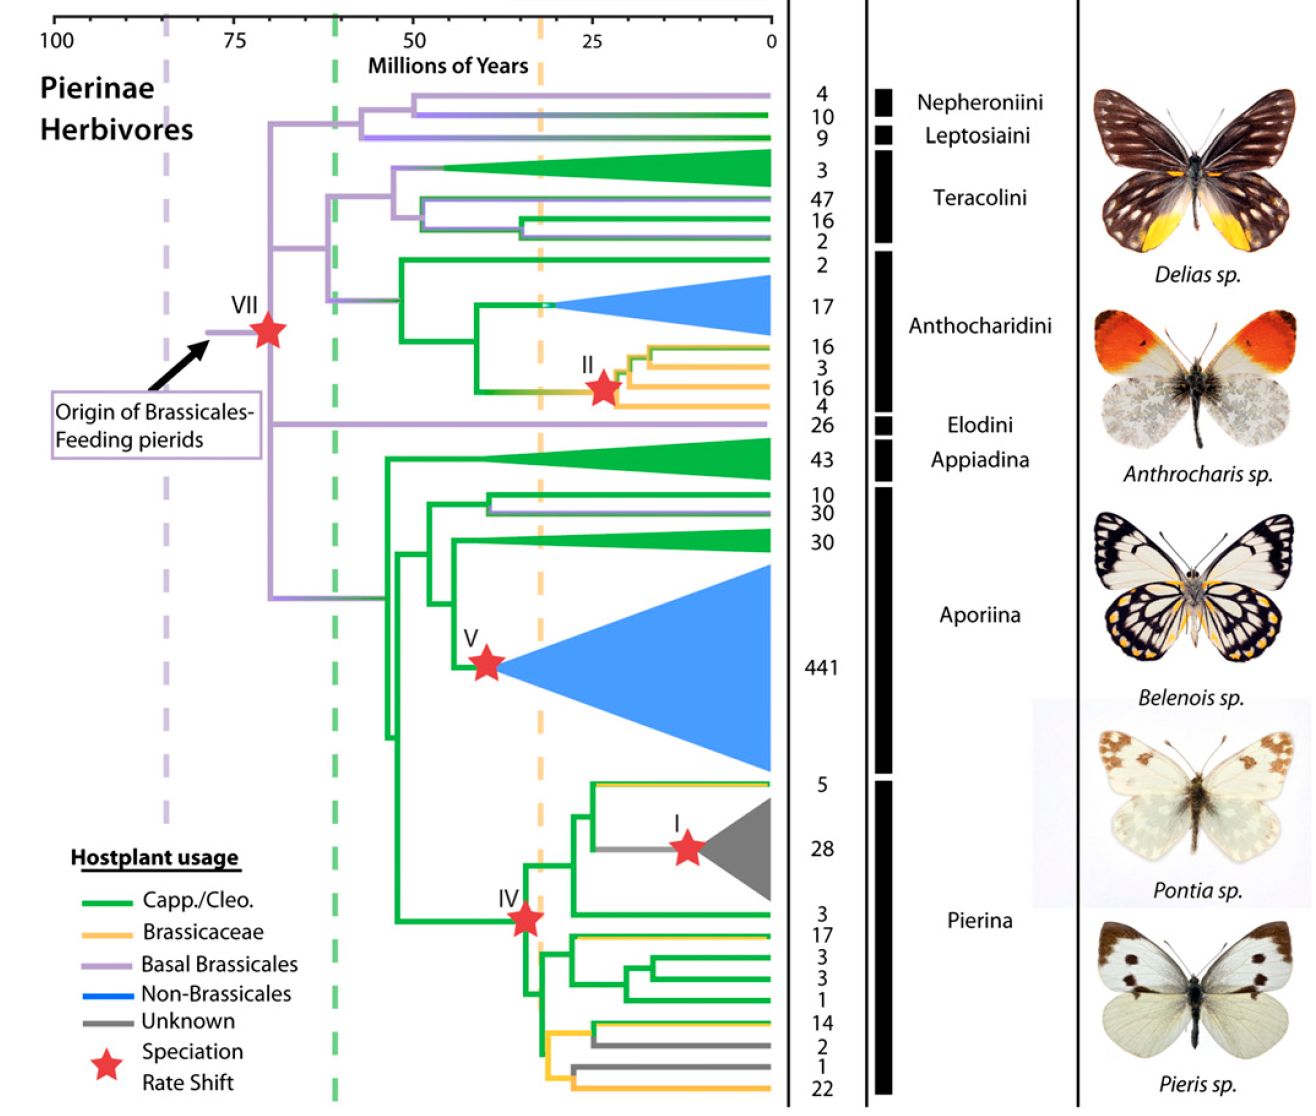 100 75 50 25 0
Millions of Years
Pierinae
Herbivores
4
10
9
3
47
16
2
2
17
16
3
16
4
26
43
10
30
30
441
5
28
3
17
3
3
1
14
2
1
22
Nepheroniini
Leptosiaini
Teracolini
Anthocharidini
Elodini
Appiadina
Aporiina
Pierina
VII
II
V
I
IV
Origin of Brassicales-
Feeding pierids
Hostplant usage
Capp./Cleo.
Brassicaceae
Basal Brassicales
Non-Brassicales
Unknown
Speciation
Rate Shift
Delias sp.
Anthrocharis sp.
Belenois sp.
Pontia sp.
Pieris sp.